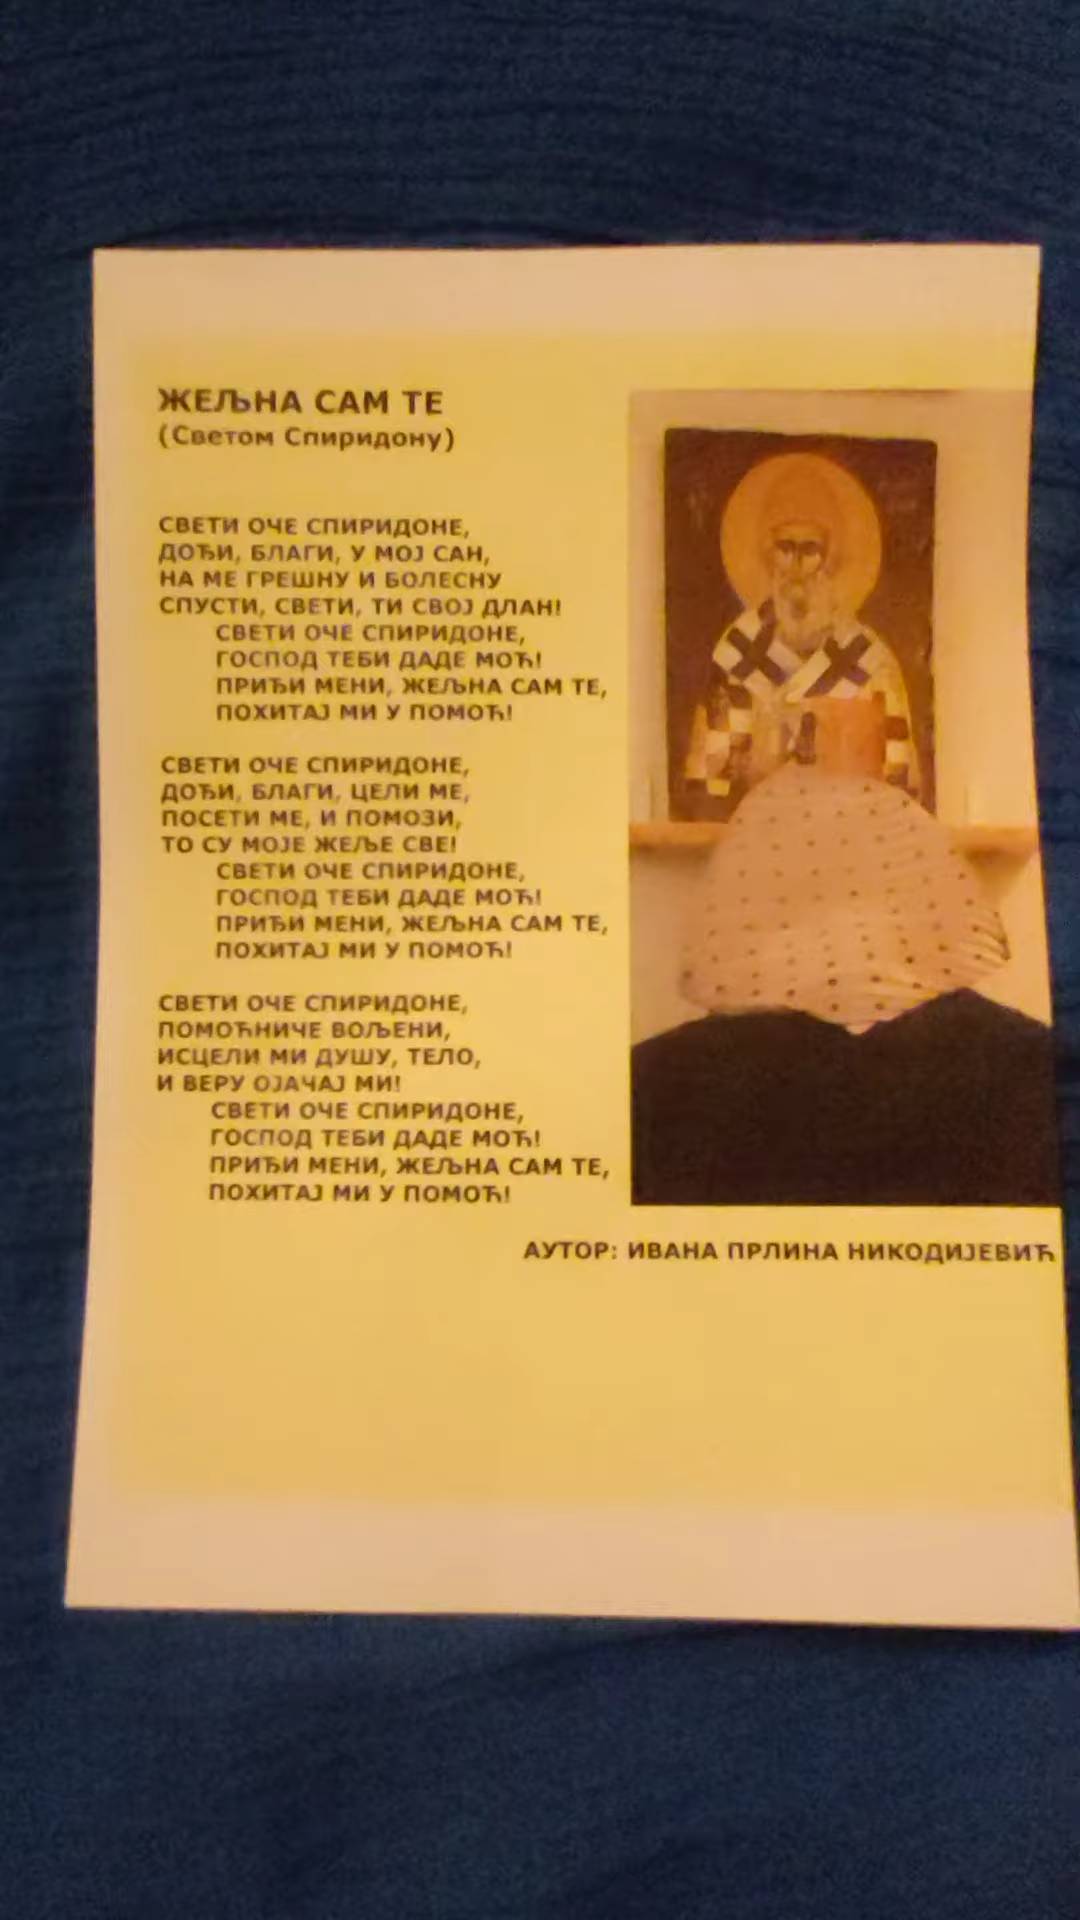 ЖЕЉНА САМ ТЕ
(Светом Спиридону)
СВЕТИ ОЧЕ СПИРИДОНЕ,
ДОЂИ, БЛАГИ, У МОЈ САН,
НА МЕ ГРЕШНУ И БОЛЕСНУ
СПУСТИ, СВЕТИ, ТИ СВОЈ ДЛАН!
СВЕТИ ОЧЕ СПИРИДОНЕ,
ГОСПОД ТЕБИ ДАДЕ МОЋ!
ПРИЂИ МЕНИ, ЖЕЉНА САМ ТЕ,
ПОХИТАЈ МИ У ПОМОЋ!
СВЕТИ ОЧЕ СПИРИДОНЕ,
ДОЂИ, БЛАГИ, ЦЕЛИ МЕ,
ПОСЕТИ МЕ, И ПОМОЗИ,
ТО СУ МОЈЕ ЖЕЉЕ СВЕ!
СВЕТИ ОЧЕ СПИРИДОНЕ,
ГОСПОД ТЕБИ ДАДЕ МОЋ!
ПРИЂИ МЕНИ, ЖЕЉНА САМ ТЕ,
ПОХИТАЈ МИ У ПОМОЋ!
СВЕТИ ОЧЕ СПИРИДОНЕ,
ПОМОЋНИЧЕ ВОЉЕНИ,
ИСЦЕЛИ МИ ДУШУ, ТЕЛО,
И ВЕРУ ОЈАЧАЈ МИ!
СВЕТИ ОЧЕ СПИРИДОНЕ,
ГОСПОД ТЕБИ ДАДЕ МОЋ!
ПРИЂИ МЕНИ, ЖЕЉНА САМ ТЕ,
ПОХИТАЈ МИ У ПОМОЋ!
АУТОР: ИВАНА ПРЛИНА НИКОДИЈЕВИЋ